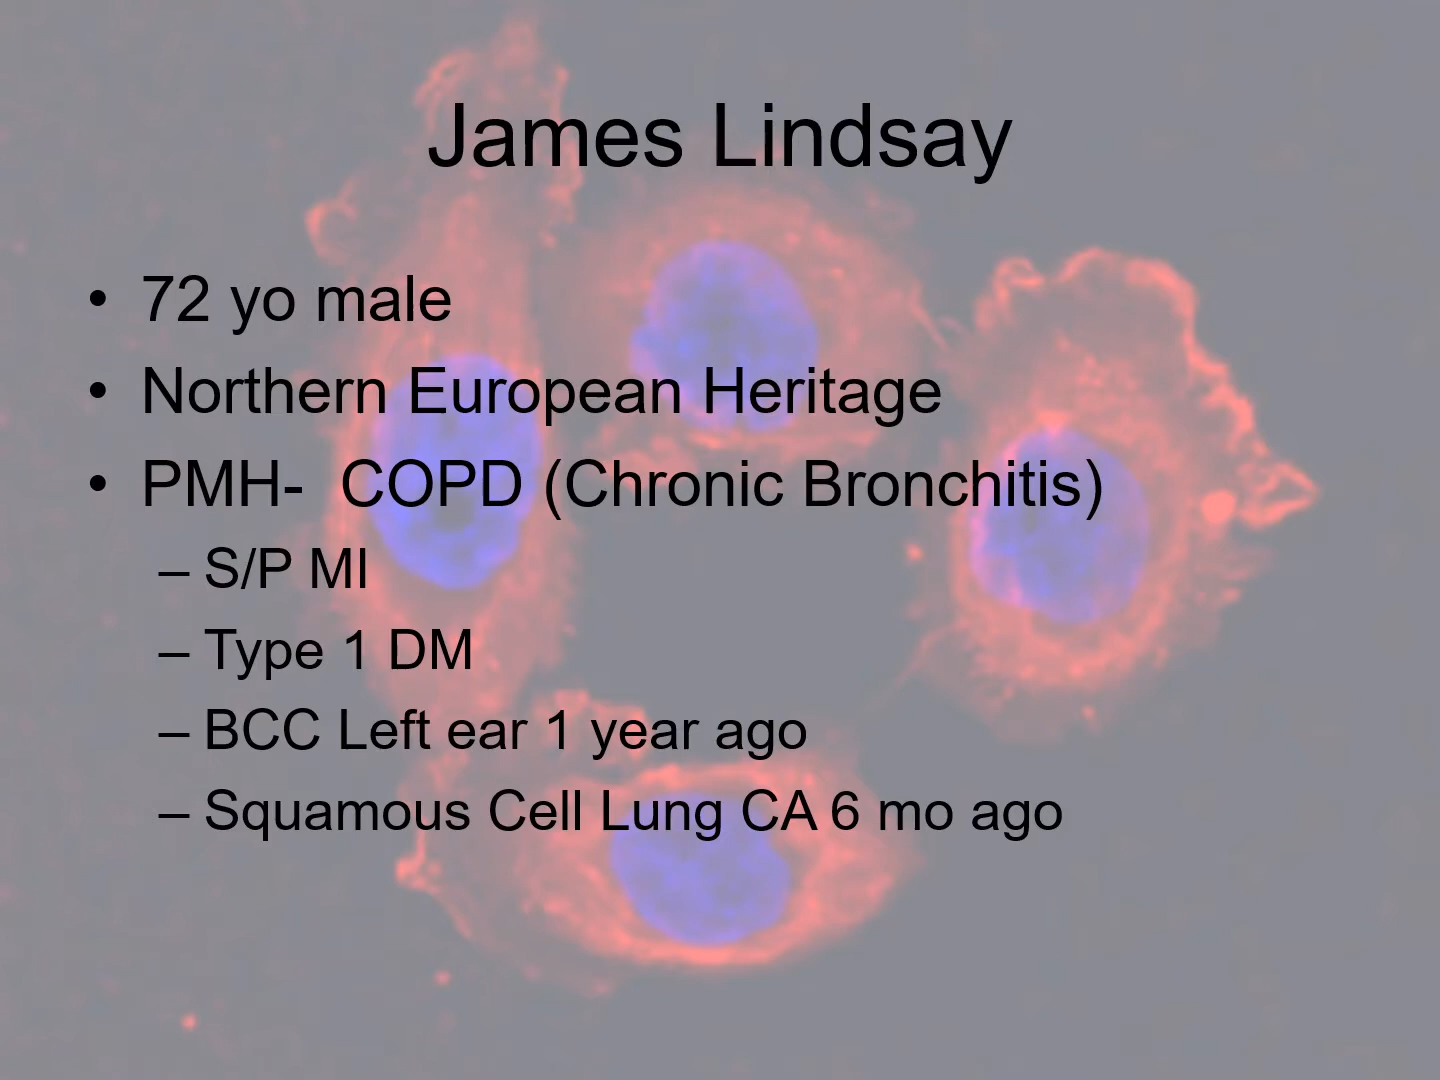 James Lindsay
• 72 yo male
• Northern European Heritage
• PMH-  COPD (Chronic Bronchitis)
– S/P MI
– Type 1 DM
– BCC Left ear 1 year ago
– Squamous Cell Lung CA 6 mo ago